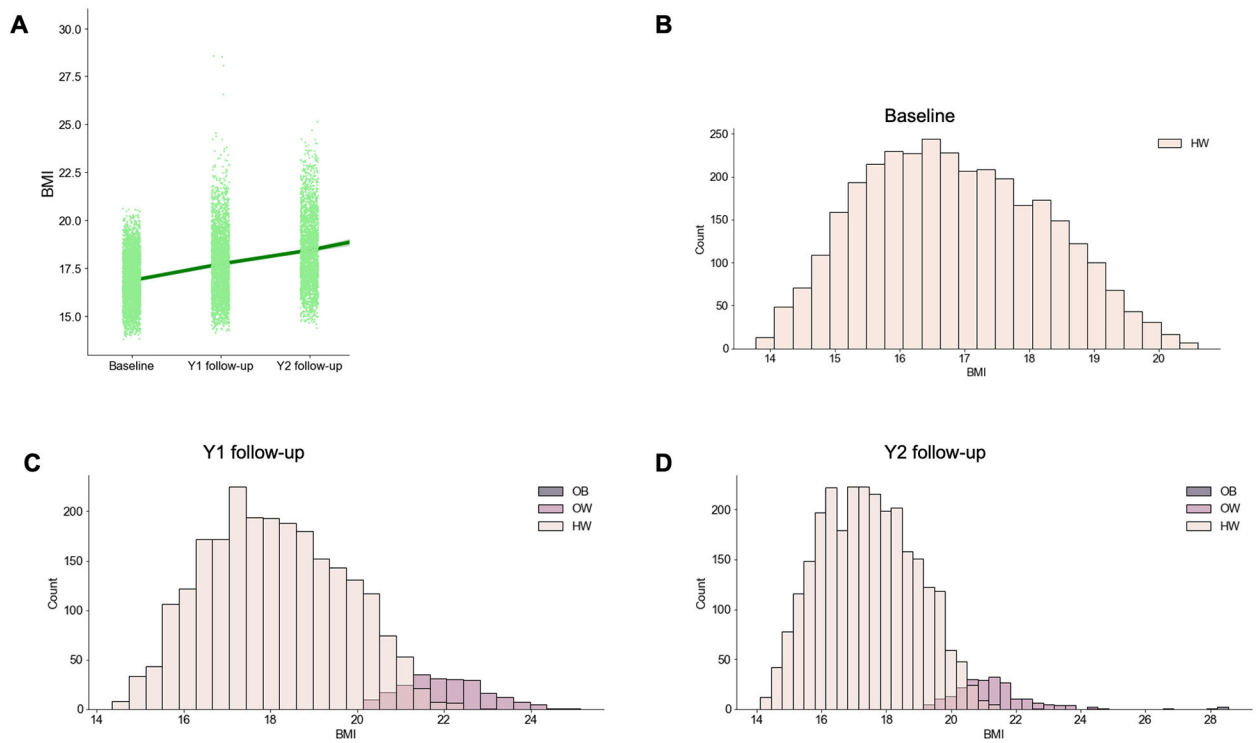 A
BMI
30.0
27.5
25.0
22.5
20.0
17.5
15.0
Baseline Y1 follow-up Y2 follow-up
B
Baseline
HW
Count
250
200
150
100
50
0
14 15 16 17 18 19 20
BMI
C
Y1 follow-up
OB
OW
HW
Count
200
150
100
50
0
14 16 18 20 22 24
BMI
D
Y2 follow-up
OB
OW
HW
Count
200
150
100
50
0
14 16 18 20 22 24 26 28
BMI